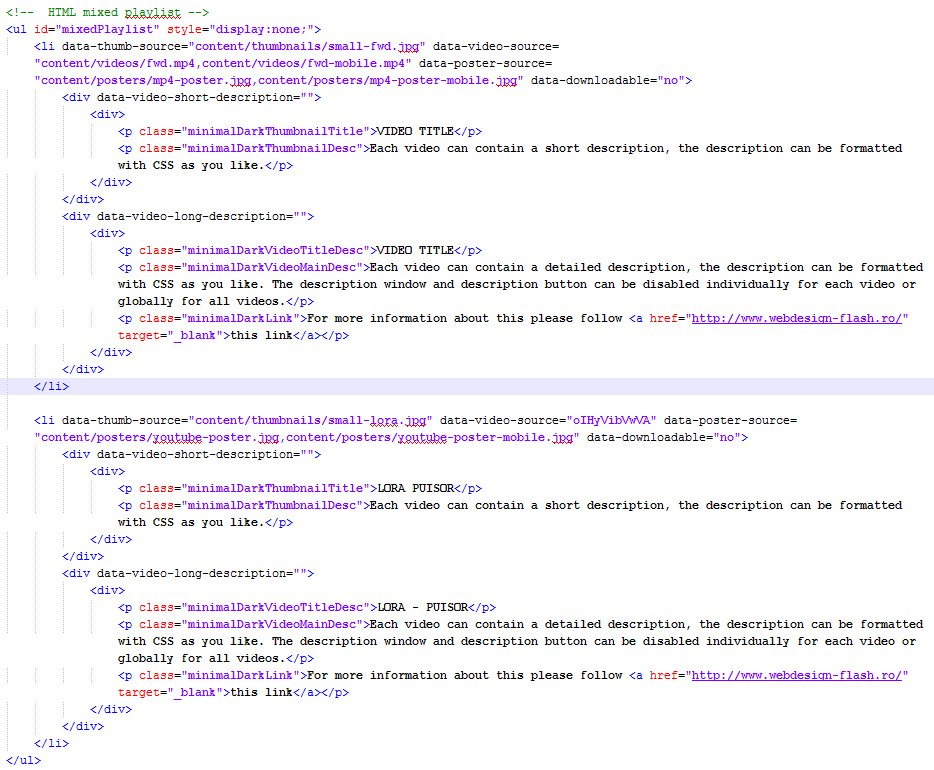 <!--  HTML mixed playlist -->
<ul id="mixedPlaylist" style="display:none;">
<li data-thumb-source="content/thumbnails/small-fwd.jpg" data-video-source=
"content/videos/fwd.mp4,content/videos/fwd-mobile.mp4" data-poster-source=
"content/posters/mp4-poster.jpg,content/posters/mp4-poster-mobile.jpg" data-downloadable="no">
<div data-video-short-description="">
<div>
<p class="minimalDarkThumbnailTitle">VIDEO TITLE</p>
<p class="minimalDarkThumbnailDesc">Each video can contain a short description, the description can be formatted
with CSS as you like.</p>
</div>
</div>
<div data-video-long-description="">
<div>
<p class="minimalDarkVideoTitleDesc">VIDEO TITLE</p>
<p class="minimalDarkVideoMainDesc">Each video can contain a detailed description, the description can be formatted
with CSS as you like. The description window and description button can be disabled individually for each video or
globally for all videos.</p>
<p class="minimalDarkLink">For more information about this please follow <a href="http://www.webdesign-flash.ro/"
target="_blank">this link</a></p>
</div>
</div>
</li>
<li data-thumb-source="content/thumbnails/small-lora.jpg" data-video-source="oIHyVibVwVA" data-poster-source=
"content/posters/youtube-poster.jpg,content/posters/youtube-poster-mobile.jpg" data-downloadable="no">
<div data-video-short-description="">
<div>
<p class="minimalDarkThumbnailTitle">LORA PUISOR</p>
<p class="minimalDarkThumbnailDesc">Each video can contain a short description, the description can be formatted
with CSS as you like.</p>
</div>
</div>
<div data-video-long-description="">
<div>
<p class="minimalDarkVideoTitleDesc">LORA - PUISOR</p>
<p class="minimalDarkVideoMainDesc">Each video can contain a detailed description, the description can be formatted
with CSS as you like. The description window and description button can be disabled individually for each video or
globally for all videos.</p>
<p class="minimalDarkLink">For more information about this please follow <a href="http://www.webdesign-flash.ro/"
target="_blank">this link</a></p>
</div>
</div>
</li>
</ul>